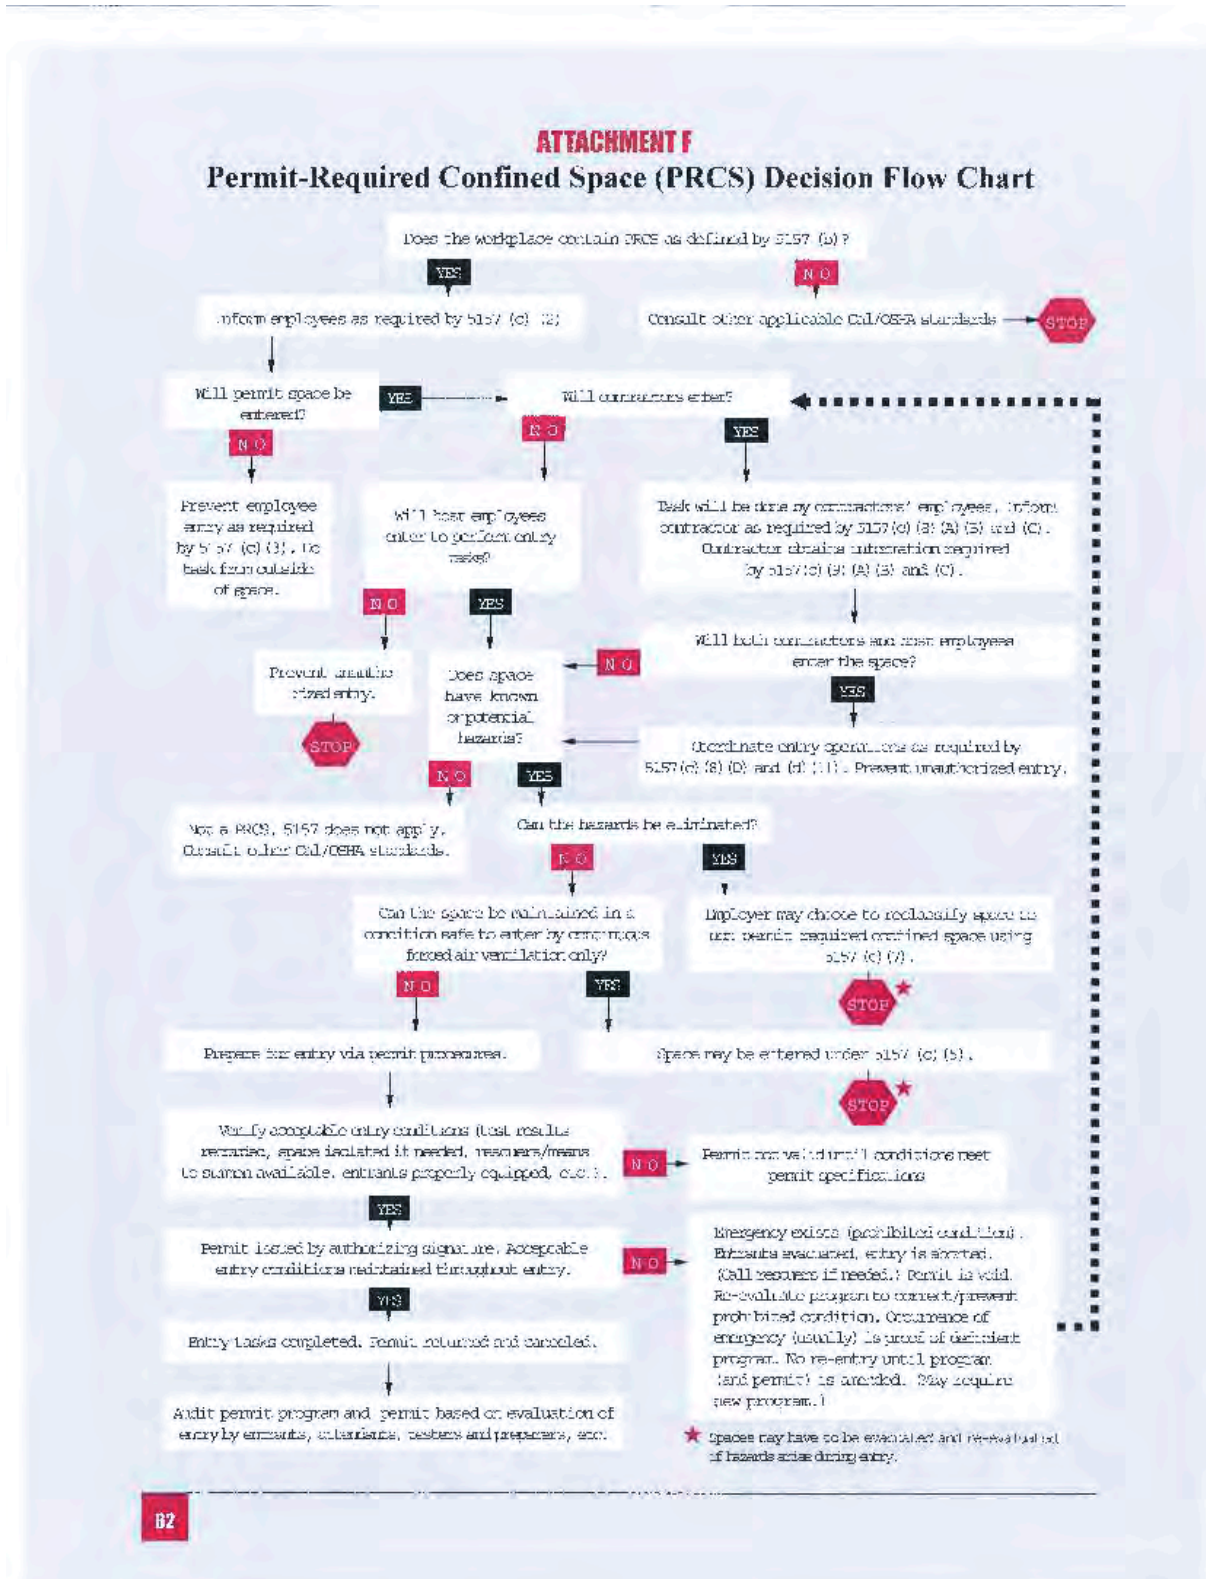 ATTACHMENT F
Permit-Required Confined Space (PRCS) Decision Flow Chart
Does the workplace contain PRCS as defined by 5157 (b)?
YES
NO
Inform employees as required by 5157 (c) (2)
Consult other applicable Cal/OSHA standards
STOP
Will permit space be
entered?
YES
Will contractors enter?
NO
NO
YES
Prevent employee
entry as required
by 5157 (c) (3). Do
task from outside
of space.
Will host employees
enter to perform entry
tasks?
Task will be done by contractors' employees. Inform
contractor as required by 5157(c) (8) (A) (B) and (C).
Contractor obtains information required
by 5157(c) (9) (A) (B) and (C).
NO
YES
Will both contractors and host employees
enter the space?
Prevent unautho
rized entry.
STOP
Does space
have known
or potential
hazards?
NO
YES
Coordinate entry operations as required by
5157(c) (8) (D) and (d) (11). Prevent unauthorized entry.
NO
YES
Not a PRCS, 5157 does not apply.
Consult other Cal/OSHA standards.
Can the hazards be eliminated?
NO
YES
Can the space be maintained in a
condition safe to enter by continuous
forced air ventilation only?
Employer may choose to reclassify space to
non permit required confined space using
5157 (c) (7).
STOP
NO
YES
Prepare for entry via permit procedures.
Space may be entered under 5157 (c) (5).
STOP
Verify acceptable entry conditions (test results
recorded, space isolated if needed, rescuers/means
to summon available, entrants properly equipped, etc.).
NO
Permit not valid until conditions meet
permit specifications
YES
Permit issued by authorizing signature. Acceptable
entry conditions maintained throughout entry.
NO
Emergency exists (prohibited condition).
Entrants evacuated, entry is aborted.
(Call rescuers if needed.) Permit is void.
Re-evaluate program to correct/prevent
prohibited condition. Occurrence of
emergency (usually) is proof of deficient
program. No re-entry until program
(and permit) is amended. (May require
new program.)
YES
Entry tasks completed. Permit returned and canceled.
Audit permit program and permit based on evaluation of
entry by entrants, attendants, testers and preparers, etc.
Spaces may have to be evacuated and re-evaluated
if hazards arise during entry.
82